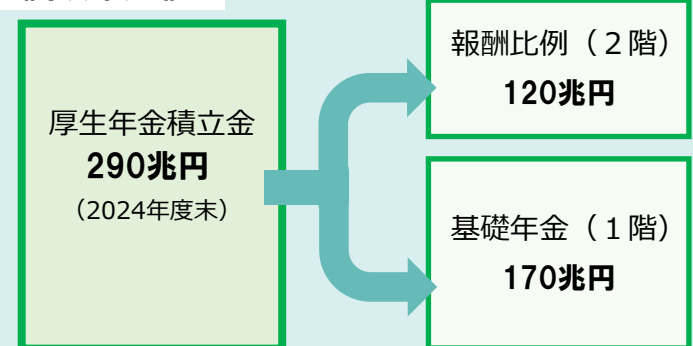 厚生年金積立金
290兆円
（2024年度末）
報酬比例（２階）
120兆円
基礎年金（１階）
170兆円